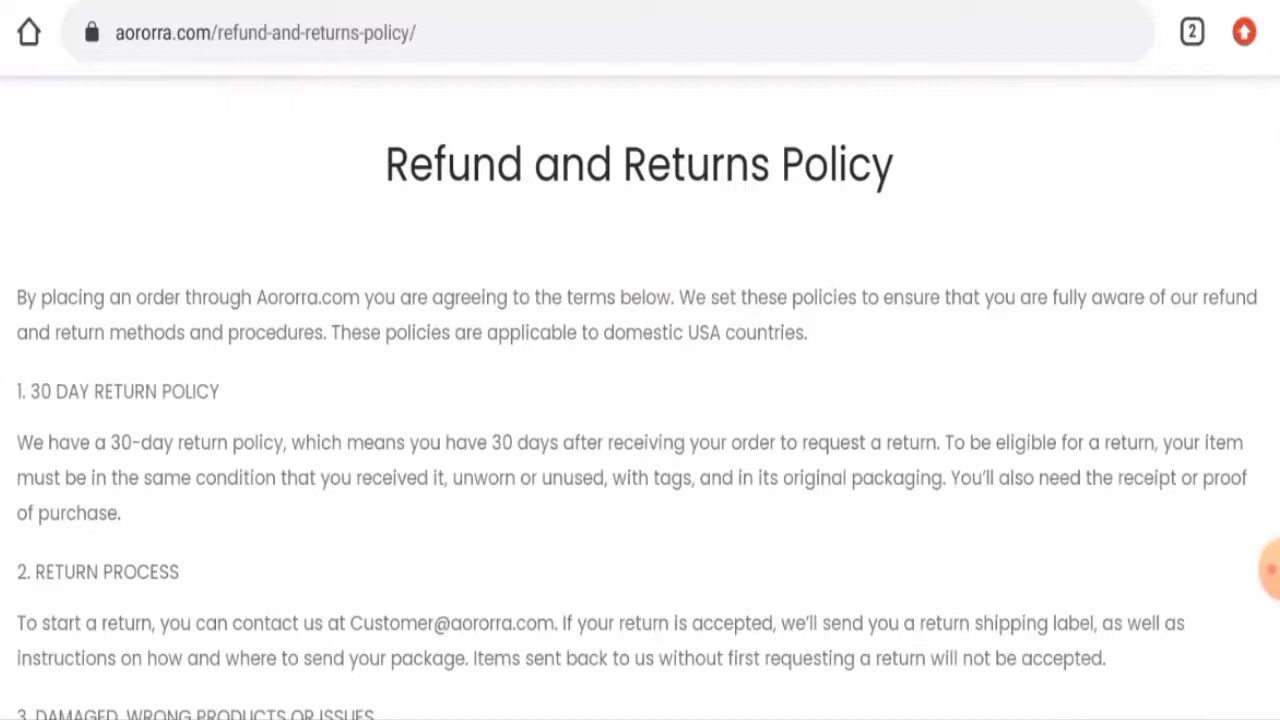 aororra.com/refund-and-returns-policy/
2
Refund and Returns Policy
By placing an order through Aororra.com you are agreeing to the terms below. We set these policies to ensure that you are fully aware of our refund
and return methods and procedures. These policies are applicable to domestic USA countries.
1. 30 DAY RETURN POLICY
We have a 30-day return policy, which means you have 30 days after receiving your order to request a return. To be eligible for a return, your item
must be in the same condition that you received it, unworn or unused, with tags, and in its original packaging. You’ll also need the receipt or proof
of purchase.
2. RETURN PROCESS
To start a return, you can contact us at Customer@aororra.com. If your return is accepted, we’ll send you a return shipping label, as well as
instructions on how and where to send your package. Items sent back to us without first requesting a return will not be accepted.
3. DAMAGED, WRONG PRODUCTS OR ISSUES